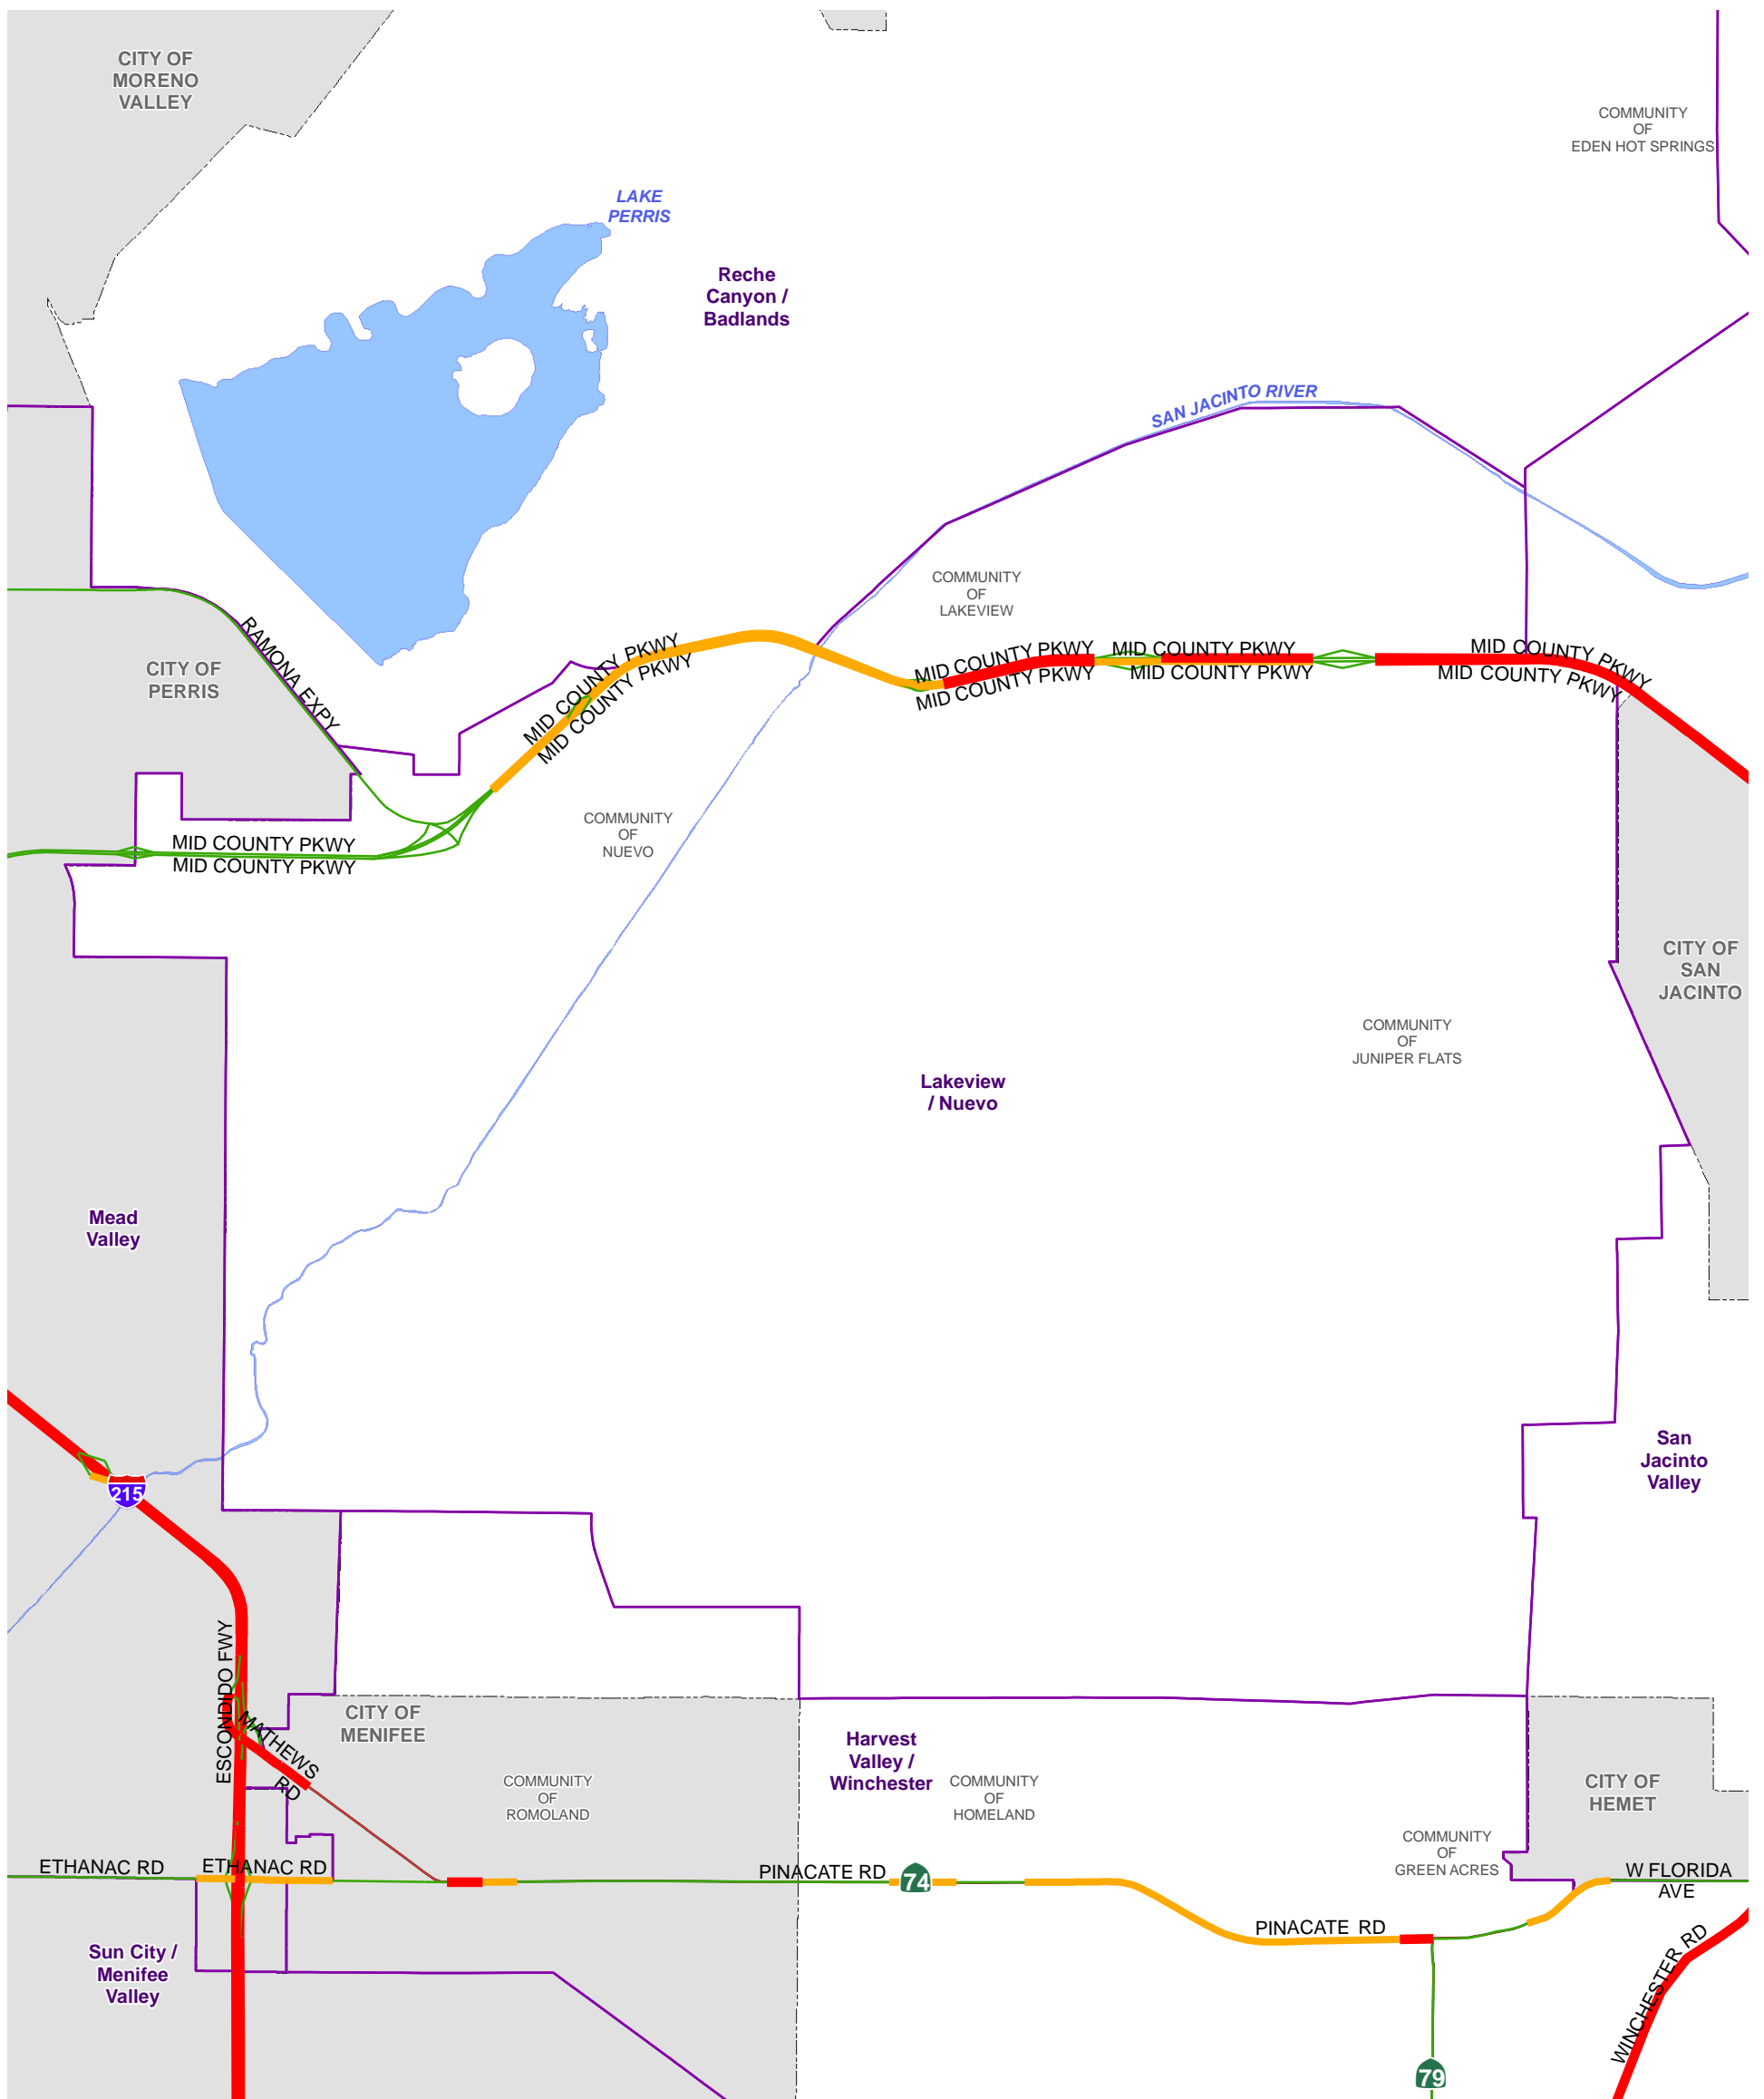 CITY OF
MORENO
VALLEY
COMMUNITY
OF
EDEN HOT SPRINGS
LAKE
PERRIS
Reche
Canyon /
Badlands
SAN JACINTO RIVER
COMMUNITY
OF
LAKEVIEW
RAMONA EXPY
CITY OF
PERRIS
MID COUNTY PKWY
MID COUNTY PKWY
MID COUNTY PKWY
MID COUNTY PKWY
MID COUNTY PKWY
MID COUNTY PKWY
MID COUNTY PKWY
MID COUNTY PKWY
COMMUNITY
OF
NUEVO
MID COUNTY PKWY
MID COUNTY PKWY
CITY OF
SAN
JACINTO
COMMUNITY
OF
JUNIPER FLATS
Lakeview
/ Nuevo
Mead
Valley
San
Jacinto
Valley
215
ESCONDIDO FWY
MATHEWS
RD
CITY OF
MENIFEE
Harvest
Valley /
Winchester
COMMUNITY
OF
ROMOLAND
COMMUNITY
OF
HOMELAND
CITY OF
HEMET
COMMUNITY
OF
GREEN ACRES
ETHANAC RD
ETHANAC RD
PINACATE RD
74
W FLORIDA
AVE
PINACATE RD
Sun City /
Menifee
Valley
WINCHESTER RD
79